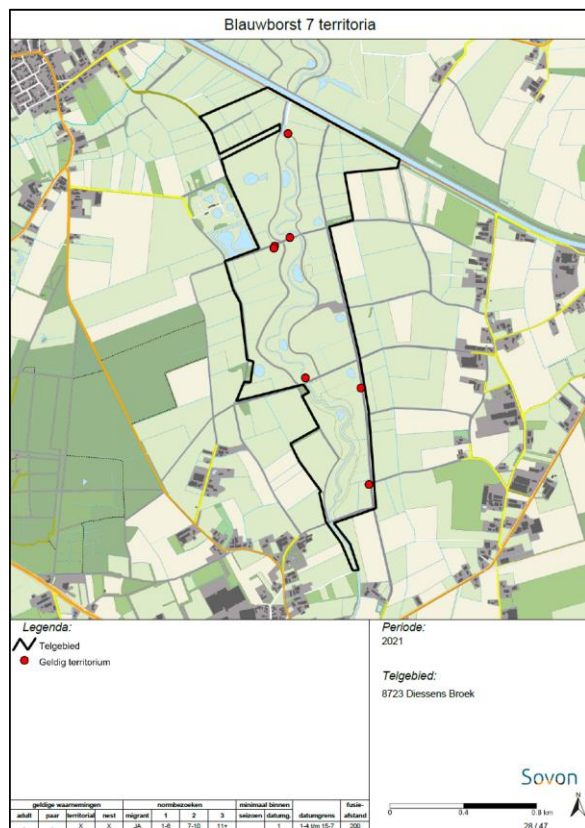 Blauwborst 7 territoria
Legenda:
Telgebied
Geldig territorium
Periode:
2021
Telgebied:
8723 Diessens Broek
Sovon
0 0.4 0.8 km
N
28 / 47
geldige waarnemingen normbezoeken minimaal binnen fusie-
adult paar territoriaal nest migrant 1 2 3 seizoen datumg. datumgrens afstand
. . X X JA 1-6 7-10 11+ . 1 1-4 t/m 15-7 200